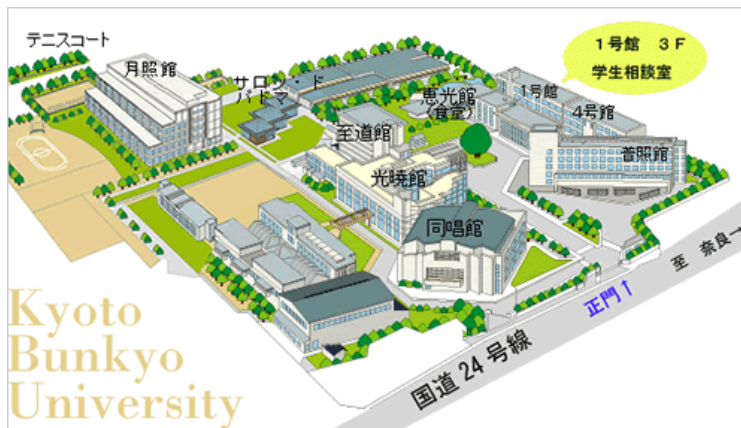 テニスコート
月照館
サロン・ド
パドマ
至道館
恵光館
(食堂)
1号館 3F
学生相談室
1号館
4号館
普照館
光暁館
同唱館
至 奈良→
正門↑
国道24号線
Kyoto
Bunkyo
University